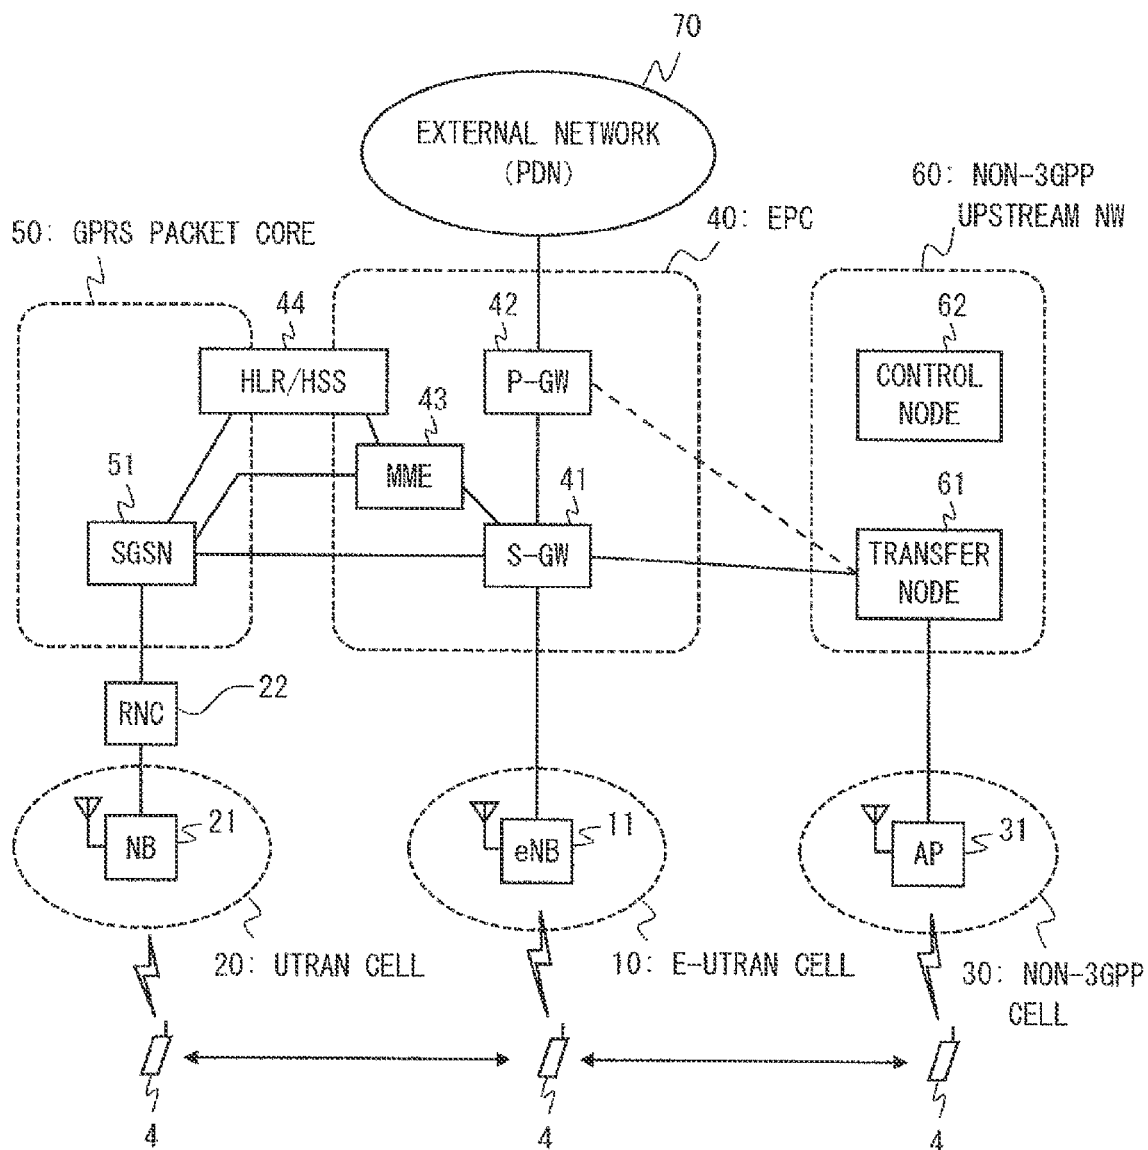 70
EXTERNAL NETWORK
(PDN)
60: NON-3GPP
UPSTREAM NW
40: EPC
50: GPRS PACKET CORE
44
42
62
HLR/HSS
P-GW
CONTROL
NODE
43
MME
51
41
61
SGSN
S-GW
TRANSFER
NODE
RNC
22
NB
21
eNB
11
AP
31
20: UTRAN CELL
10: E-UTRAN CELL
30: NON-3GPP
CELL
4
4
4